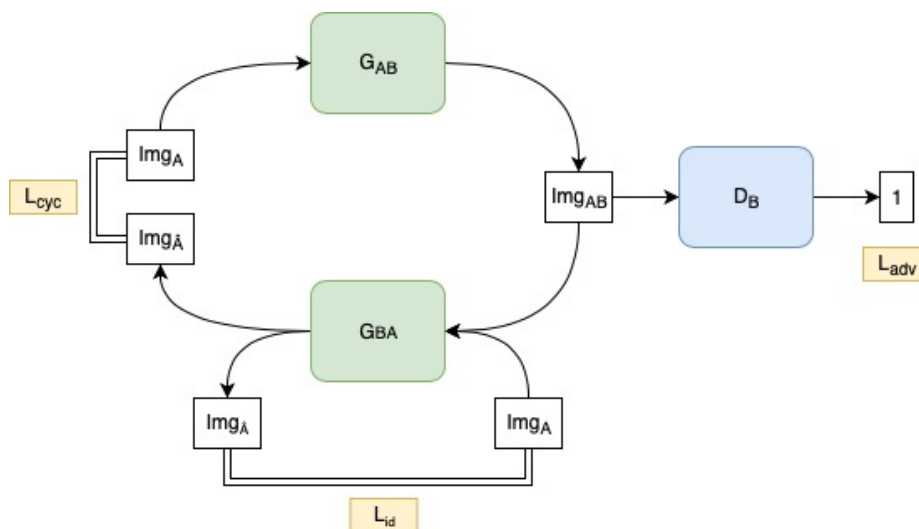 G_AB
Img_A
L_cyc
Img_AB
D_B
1
Img_Â
L_adv
G_BA
Img_Â
Img_A
L_id